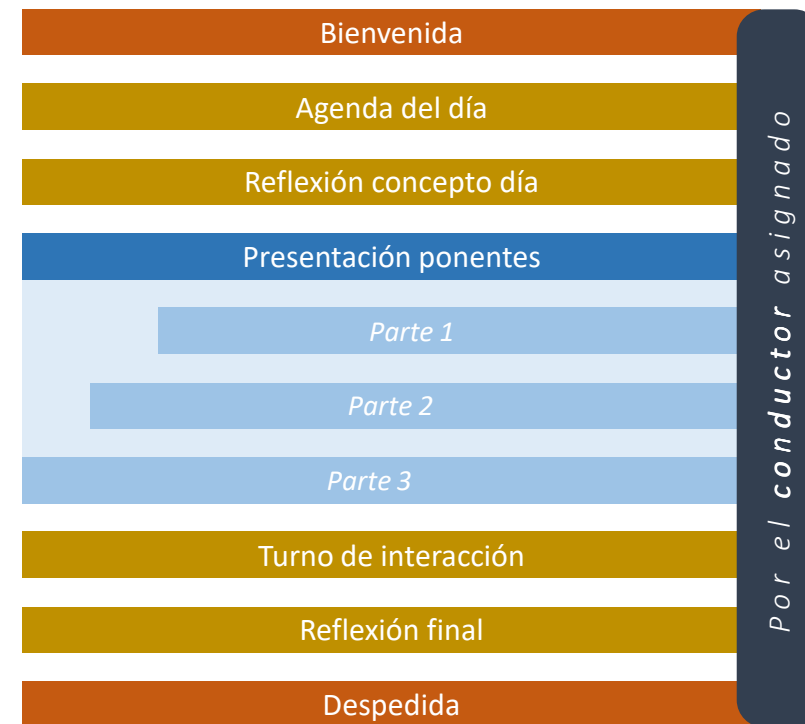 Bienvenida
Agenda del día
Reflexión concepto día
Presentación ponentes
Parte 1
Parte 2
Parte 3
Turno de interacción
Reflexión final
Despedida
Por el conductor asignado